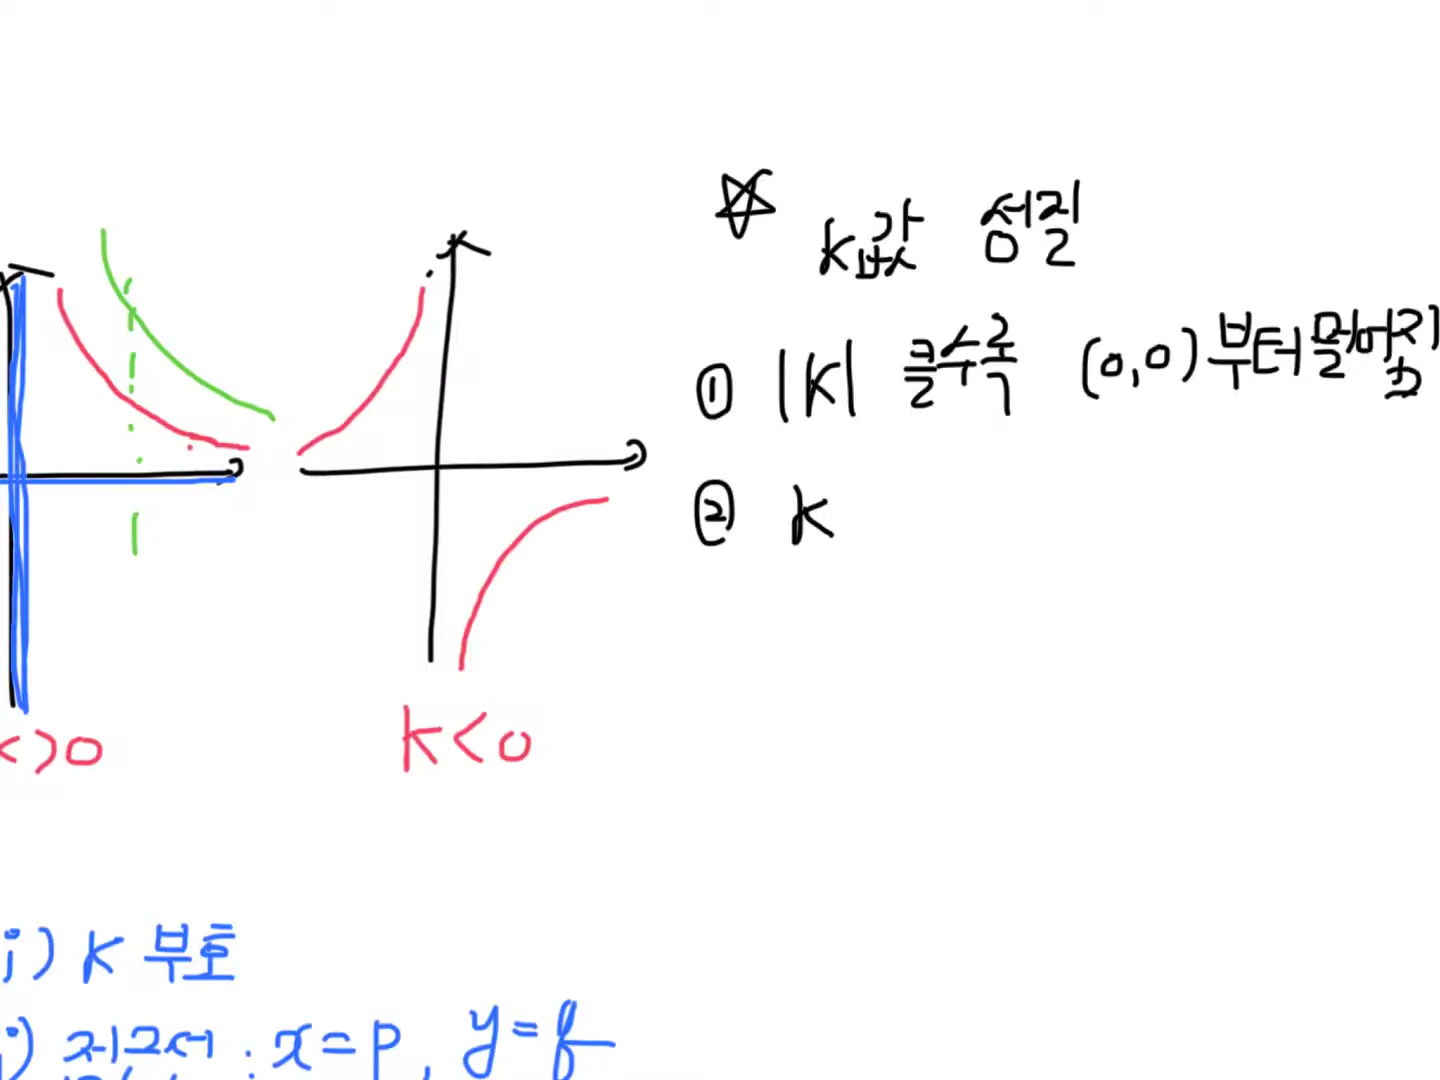 ☆ k값 성질
① |k| 클수록 (0,0)부터 멀어짐
② k
1
k>0
k<0
i) k 부호
) 점근선 : x=p, y=q